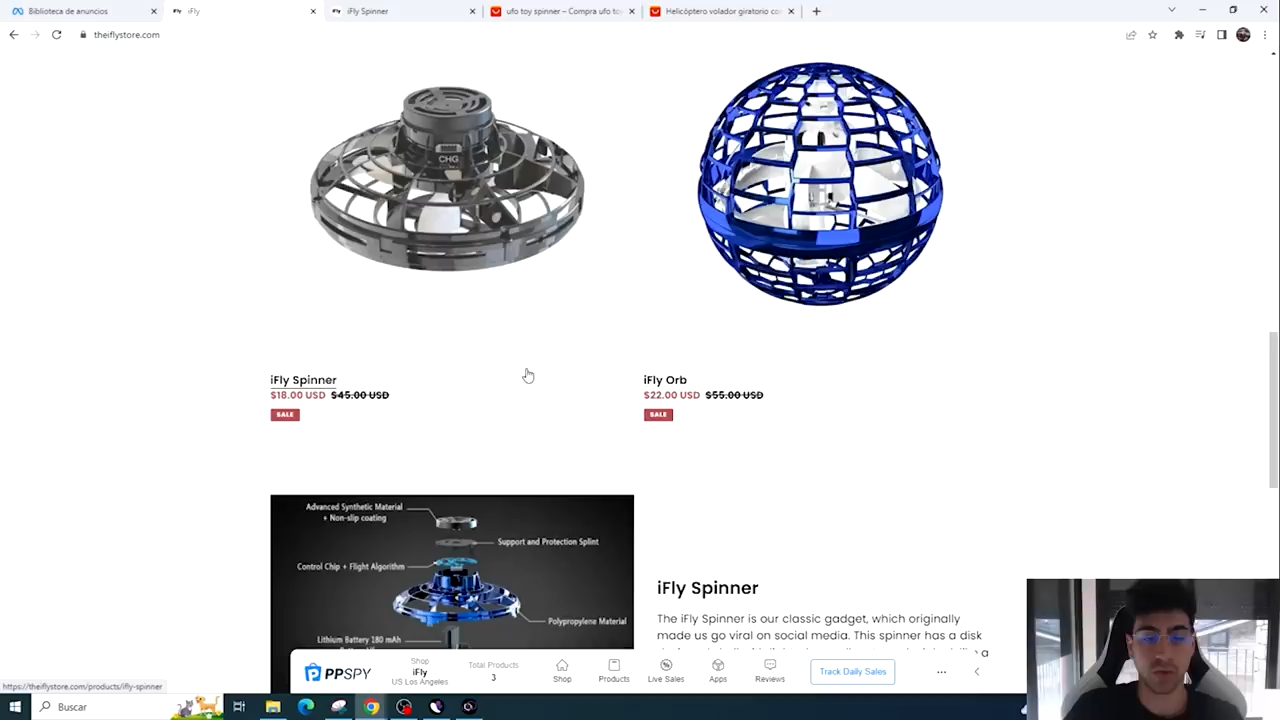 Biblioteca de anuncios
iFly
iFly Spinner
ufo toy spinner – Compra ufo to
Helicóptero volador giratorio co
theiflystore.com
CHG
iFly Spinner
$18.00 USD $45.00 USD
SALE
iFly Orb
$22.00 USD $55.00 USD
SALE
Advanced Synthetic Material
+ Non-slip coating
Support and Protection Splint
Control Chip + Flight Algorithm
Polypropylene Material
Lithium Battery 180 mAh
iFly Spinner
The iFly Spinner is our classic gadget, which originally
made us go viral on social media. This spinner has a disk
a
PPSPY
Shop
iFly
US Los Angeles
Total Products
3
Shop
Products
Live Sales
Apps
Reviews
Track Daily Sales
https://theiflystore.com/products/ifly-spinner
Buscar